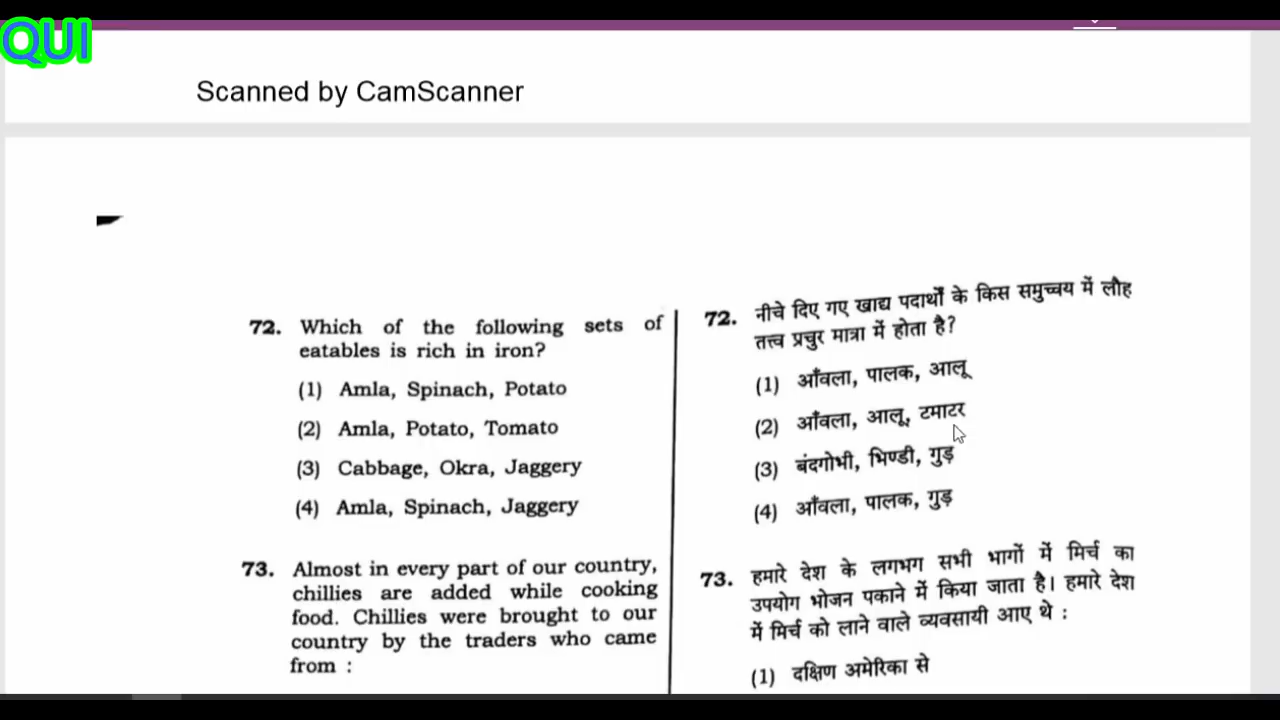 QUI
Scanned by CamScanner
72. Which of the following sets of
eatables is rich in iron?
(1) Amla, Spinach, Potato
(2) Amla, Potato, Tomato
(3) Cabbage, Okra, Jaggery
(4) Amla, Spinach, Jaggery
73. Almost in every part of our country,
chillies are added while cooking
food. Chillies were brought to our
country by the traders who came
from :
72. नीचे दिए गए खाद्य पदार्थों के किस समुच्चय में लौह
तत्त्व प्रचुर मात्रा में होता है?
(1) आँवला, पालक, आलू
(2) आँवला, आलू, टमाटर
(3) बंदगोभी, भिण्डी, गुड़
(4) आँवला, पालक, गुड़
73. हमारे देश के लगभग सभी भागों में मिर्च का
उपयोग भोजन पकाने में किया जाता है। हमारे देश
में मिर्च को लाने वाले व्यवसायी आए थे :
(1) दक्षिण अमेरिका से